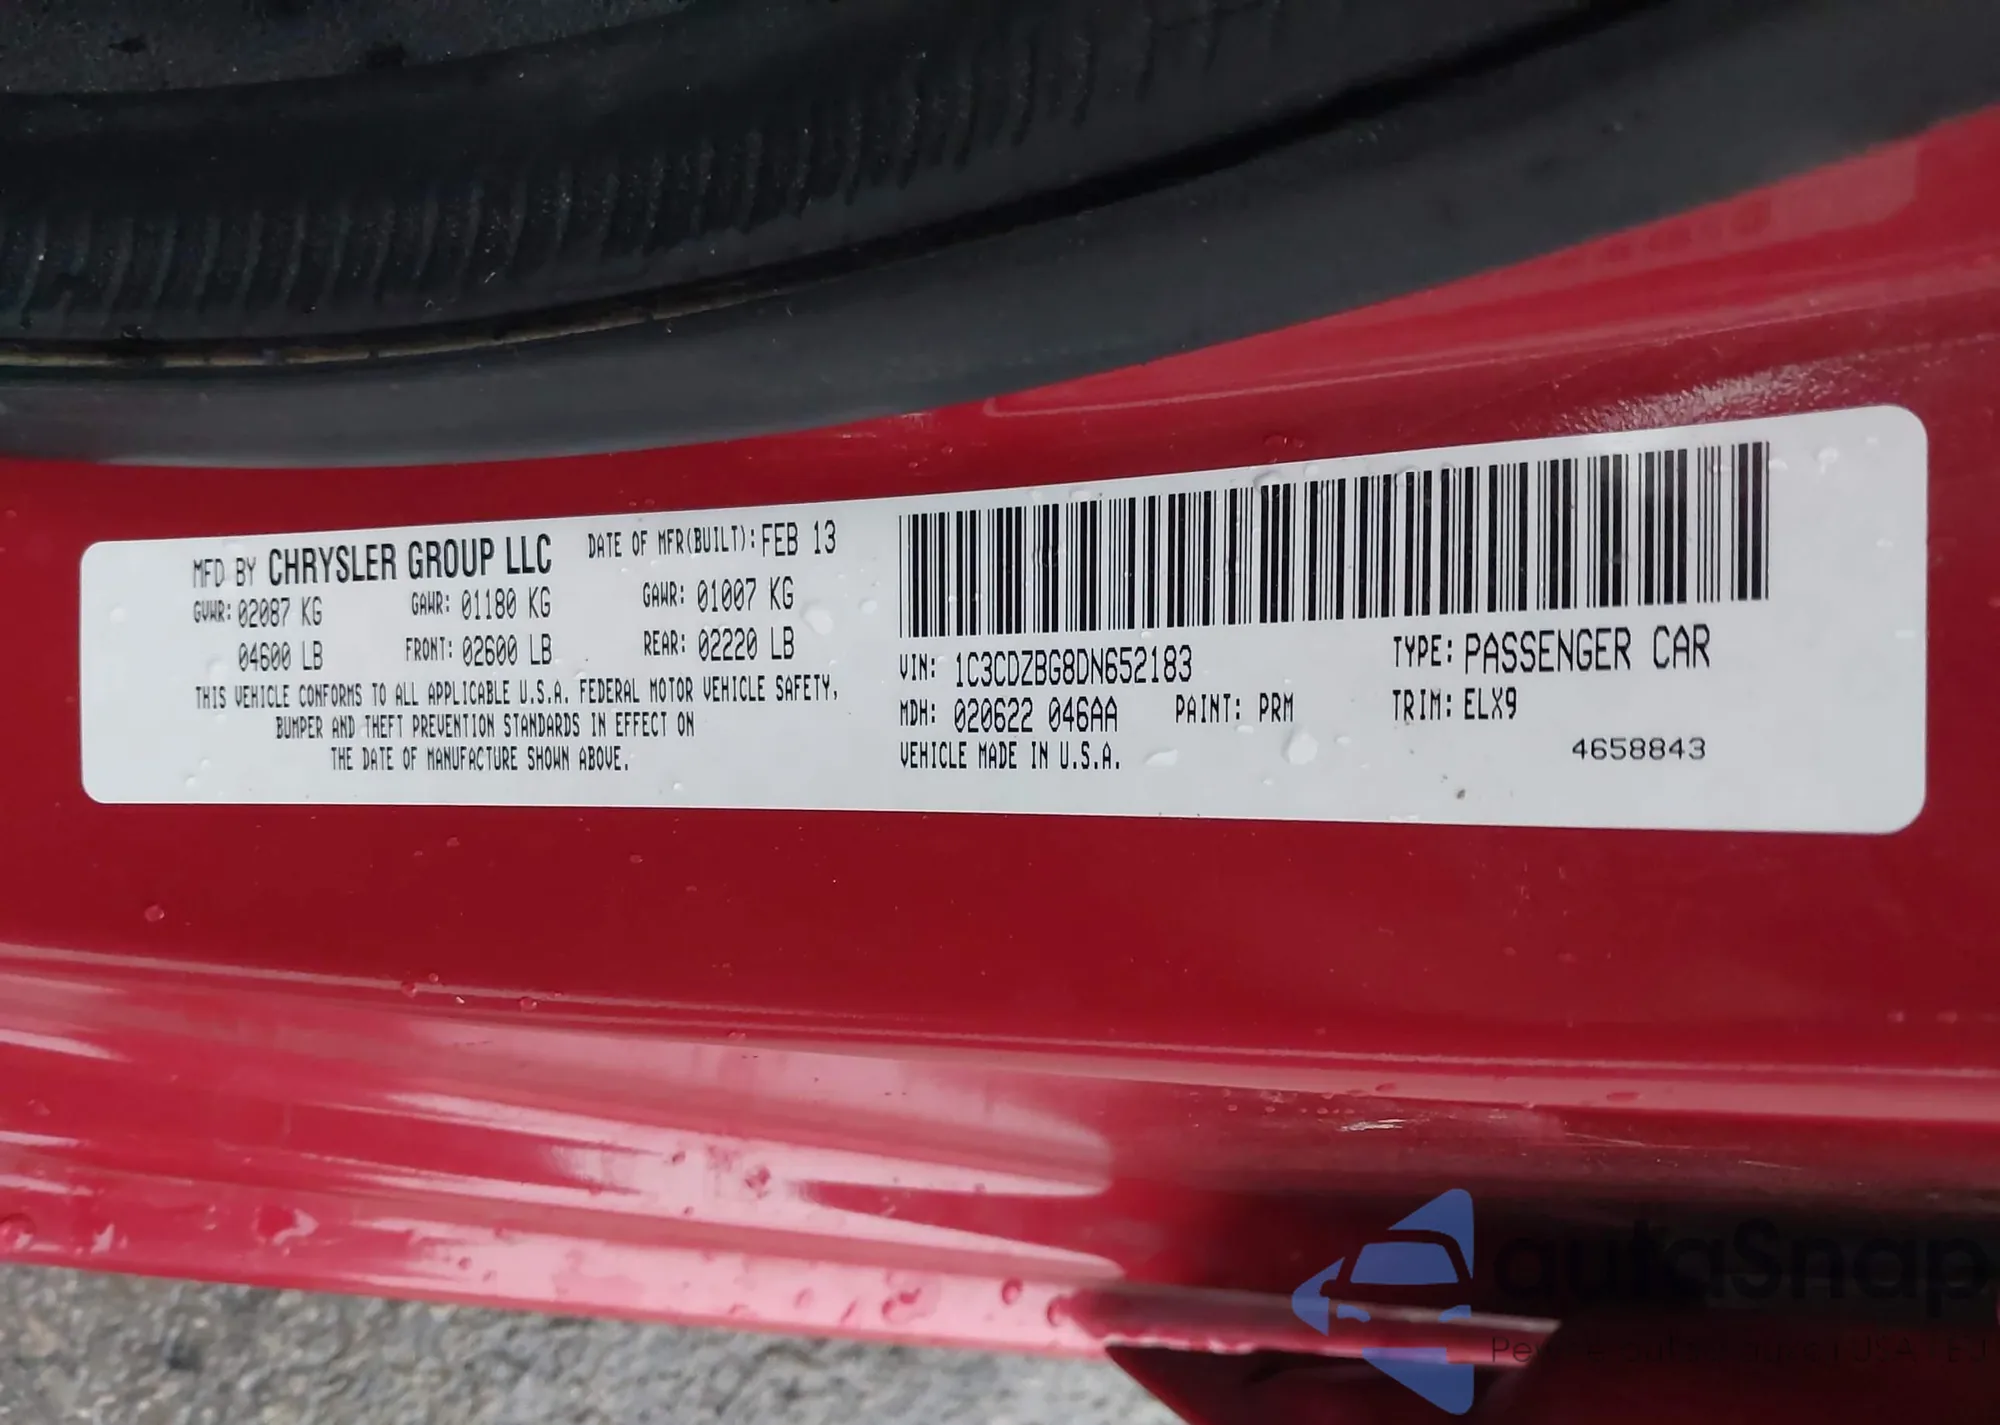 MFD BY CHRYSLER GROUP LLC DATE OF MFR(BUILT): FEB 13
GVWR: 02087 KG GAWR: 01180 KG GAWR: 01007 KG
04600 LB FRONT: 02600 LB REAR: 02220 LB
THIS VEHICLE CONFORMS TO ALL APPLICABLE U.S.A. FEDERAL MOTOR VEHICLE SAFETY,
BUMPER AND THEFT PREVENTION STANDARDS IN EFFECT ON
THE DATE OF MANUFACTURE SHOWN ABOVE.
VIN: 1C3CDZBG8DN652183 TYPE: PASSENGER CAR
MDH: 020622 046AA PAINT: PRM TRIM: ELX9
VEHICLE MADE IN U.S.A. 4658843
autaSnap